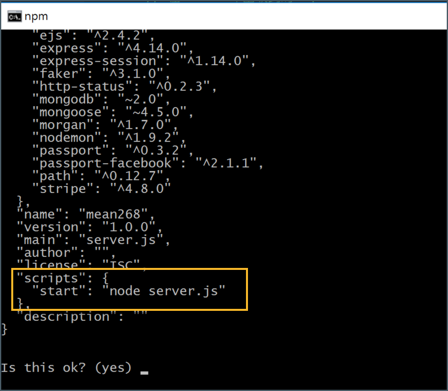 npm
"ejs": "^2.4.2",
"express": "^4.14.0",
"express-session": "^1.14.0",
"faker": "^3.1.0",
"http-status": "^0.2.3",
"mongodb": "~2.0",
"mongoose": "~4.5.0",
"morgan": "^1.7.0",
"nodemon": "^1.9.2",
"passport": "^0.3.2",
"passport-facebook": "^2.1.1",
"path": "^0.12.7",
"stripe": "^4.8.0"
},
"name": "mean268",
"version": "1.0.0",
"main": "server.js",
"author": "",
"license": "ISC",
"scripts": {
"start": "node server.js"
},
"description": ""
}
Is this ok? (yes) _